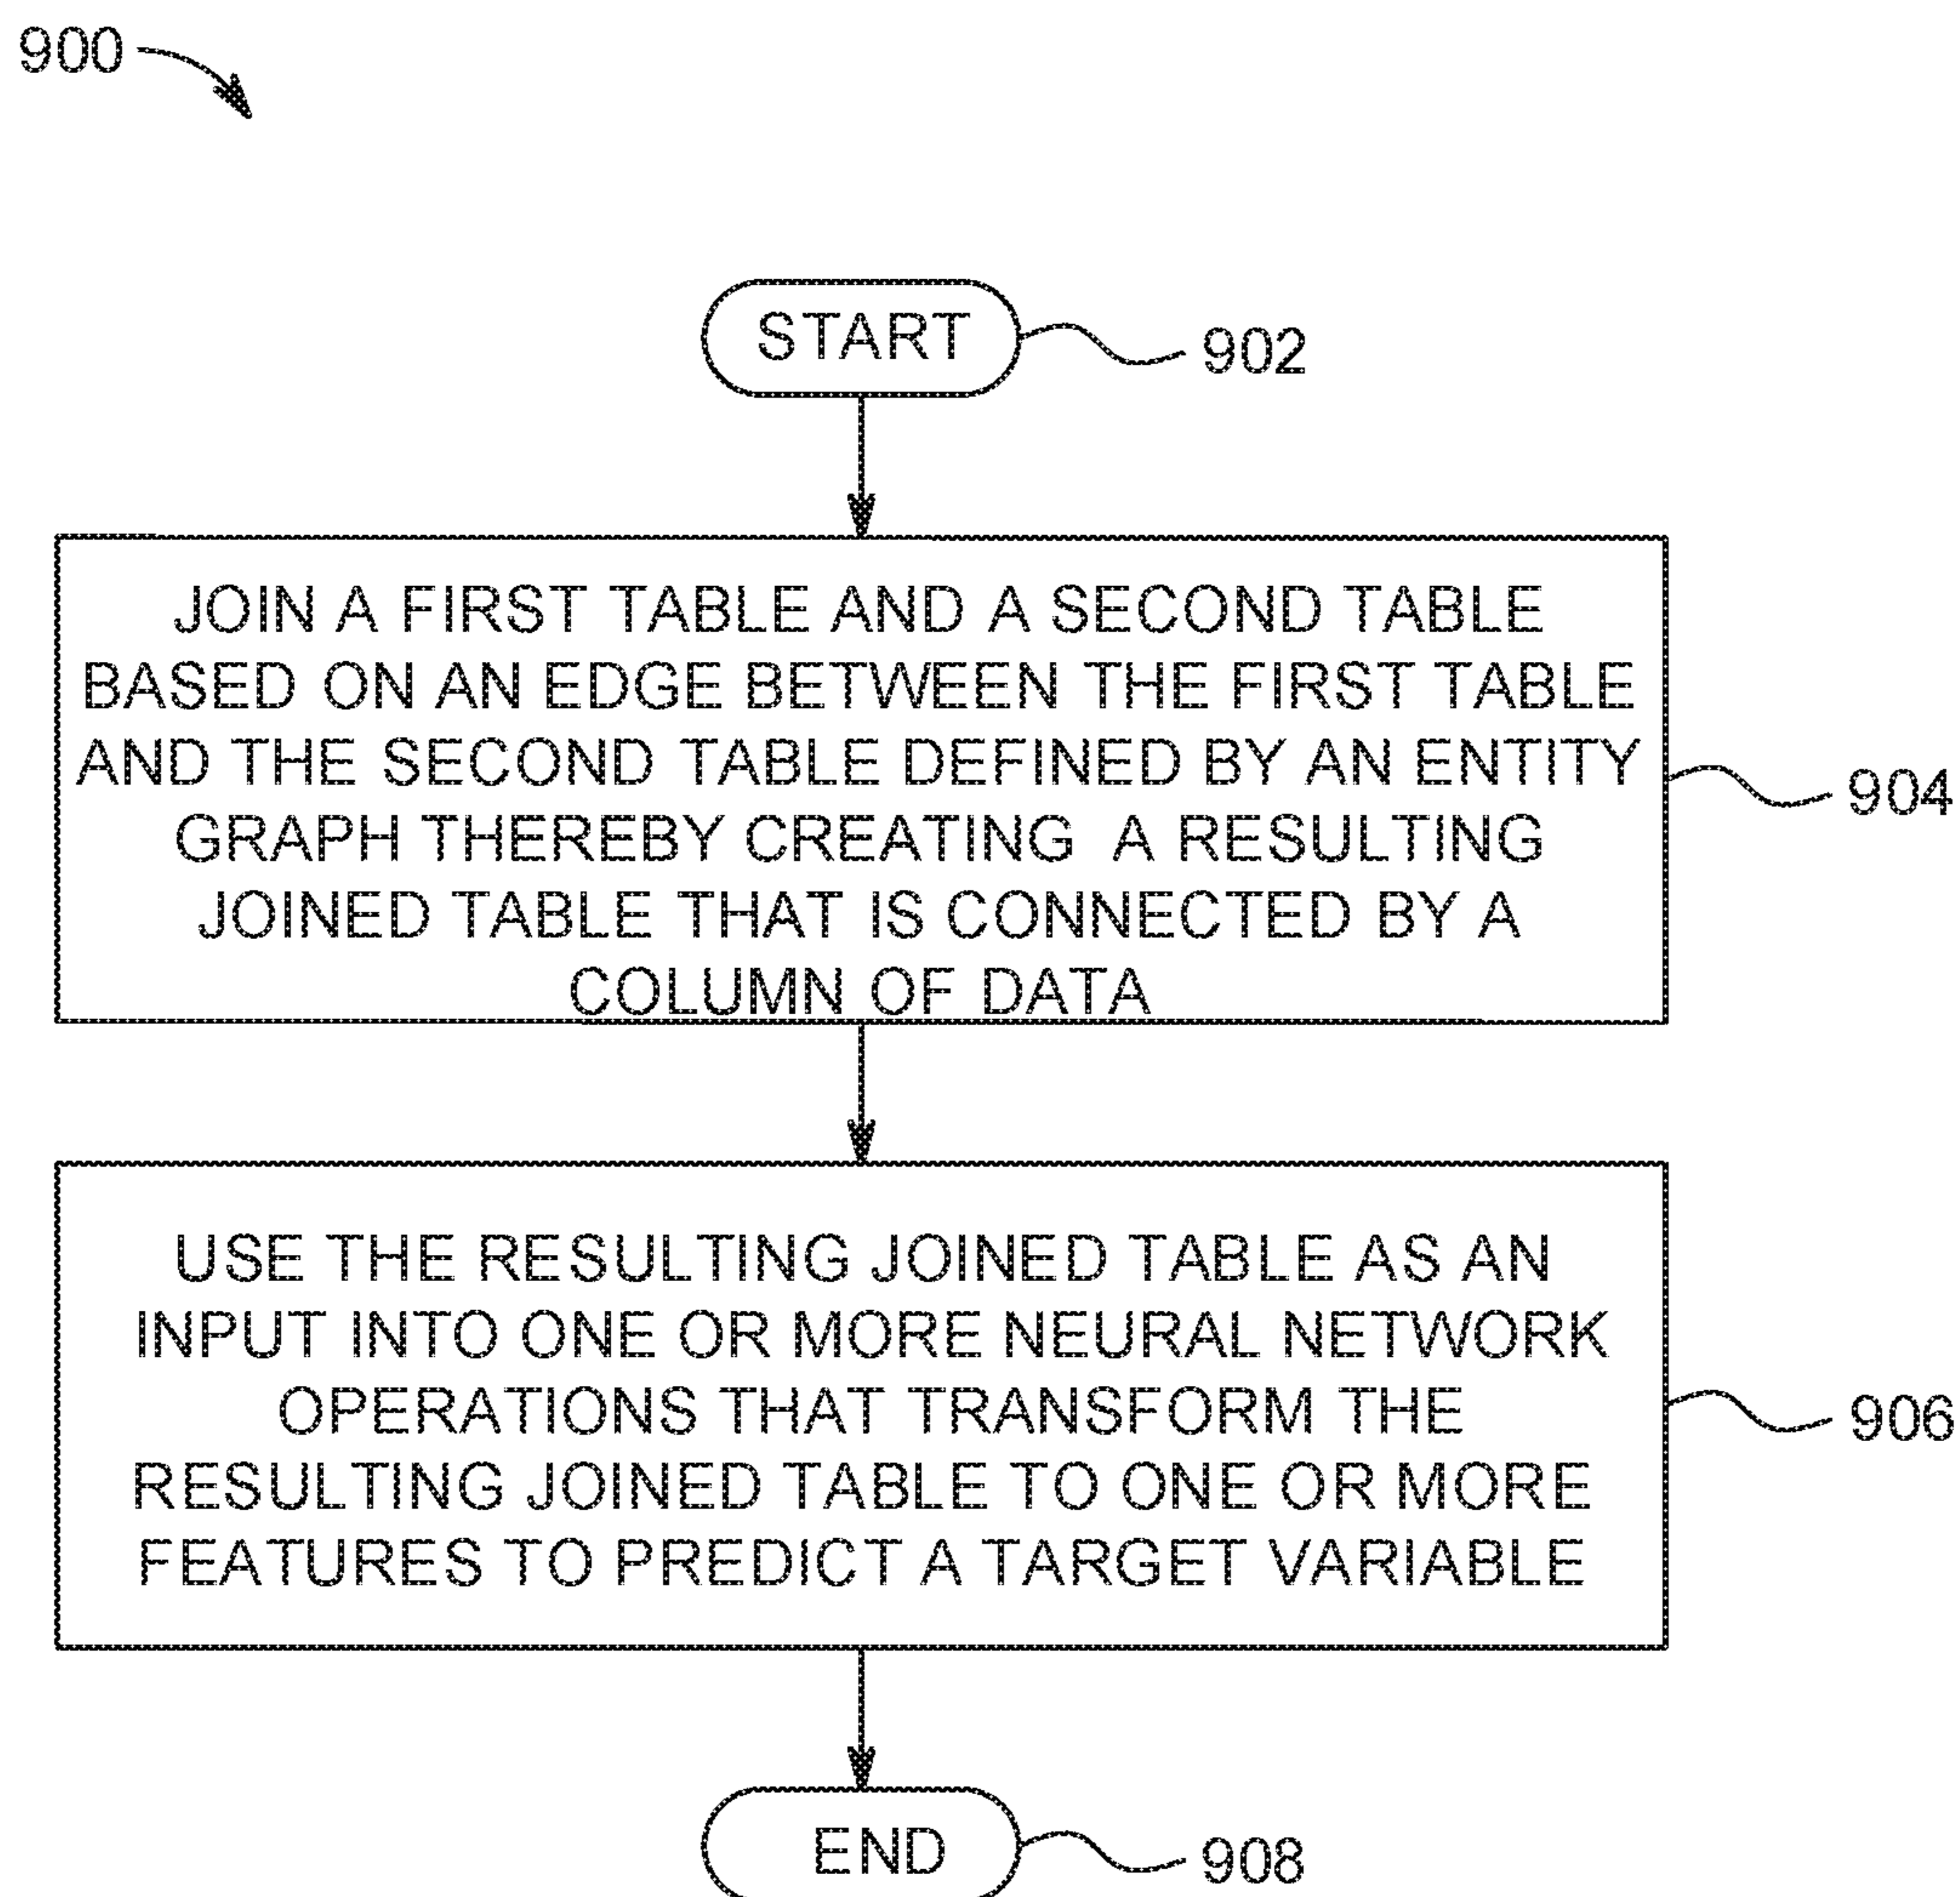 900
START
902
JOIN A FIRST TABLE AND A SECOND TABLE
BASED ON AN EDGE BETWEEN THE FIRST TABLE
AND THE SECOND TABLE DEFINED BY AN ENTITY
GRAPH THEREBY CREATING A RESULTING
JOINED TABLE THAT IS CONNECTED BY A
COLUMN OF DATA
904
USE THE RESULTING JOINED TABLE AS AN
INPUT INTO ONE OR MORE NEURAL NETWORK
OPERATIONS THAT TRANSFORM THE
RESULTING JOINED TABLE TO ONE OR MORE
FEATURES TO PREDICT A TARGET VARIABLE
906
END
908